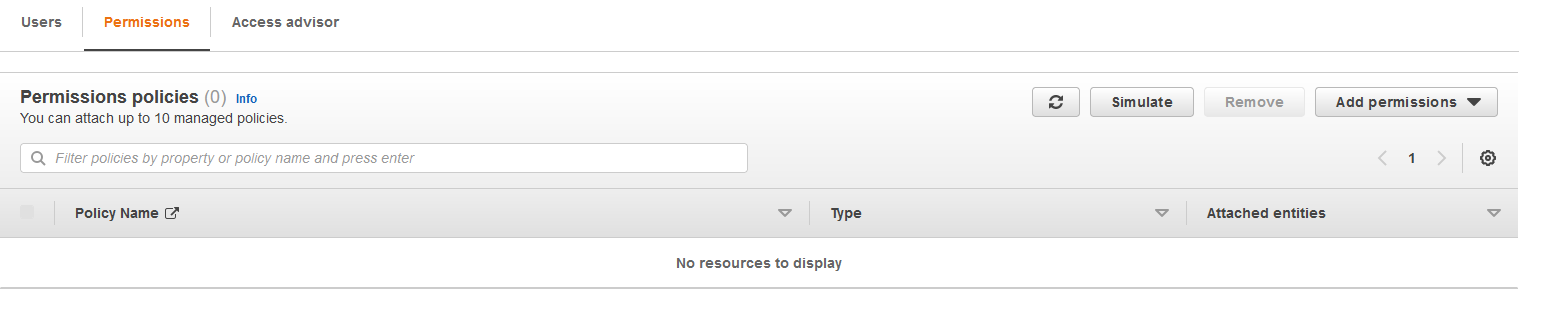 Users Permissions Access advisor
Permissions policies (0) Info
You can attach up to 10 managed policies.
Simulate Remove Add permissions
Filter policies by property or policy name and press enter
1
Policy Name Type Attached entities
No resources to display